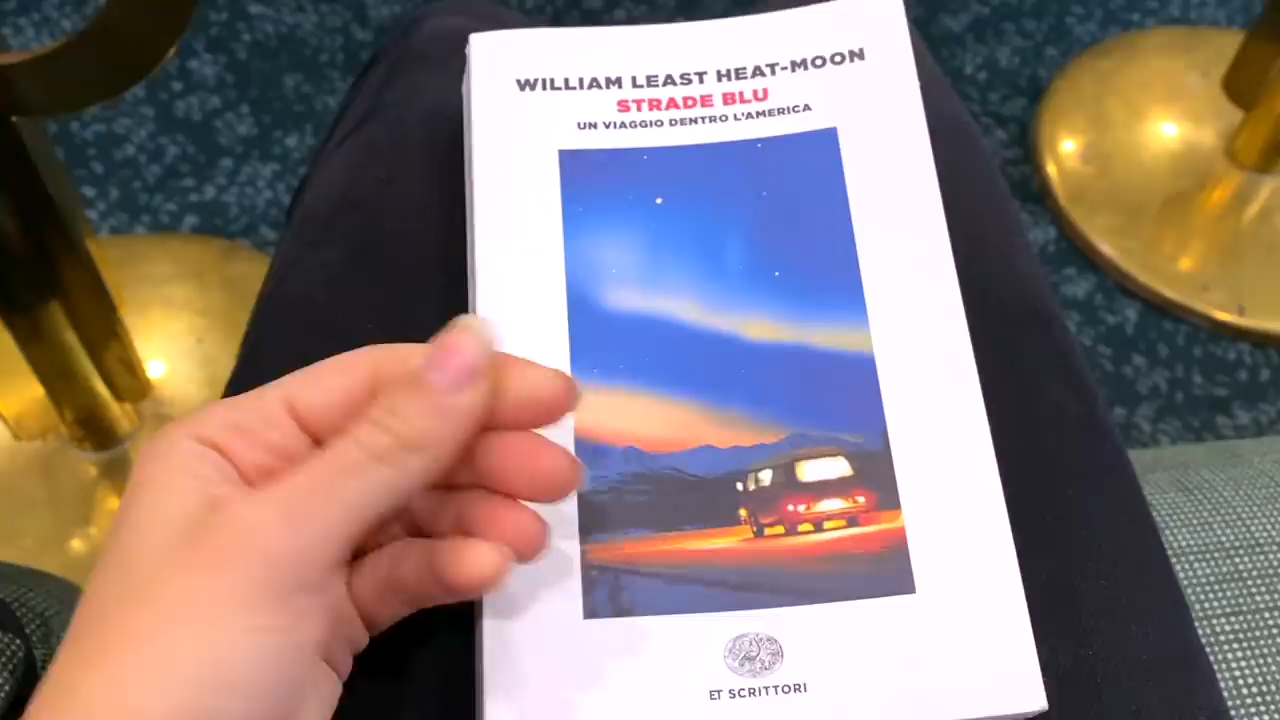 WILLIAM LEAST HEAT-MOON
STRADE BLU
UN VIAGGIO DENTRO L'AMERICA
ET SCRITTORI